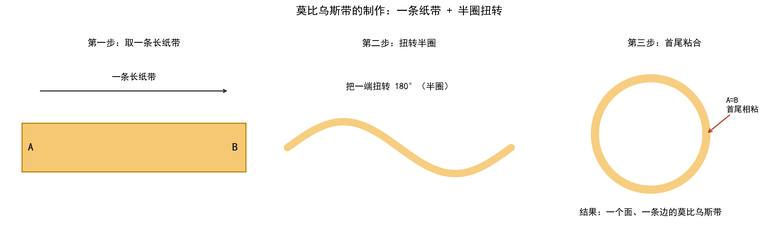 莫比乌斯带的制作：一条纸带 + 半圈扭转
第一步：取一条长纸带
一条长纸带
A
B
第二步：扭转半圈
把一端扭转 180°（半圈）
第三步：首尾粘合
A=B
首尾相粘
结果：一个面、一条边的莫比乌斯带